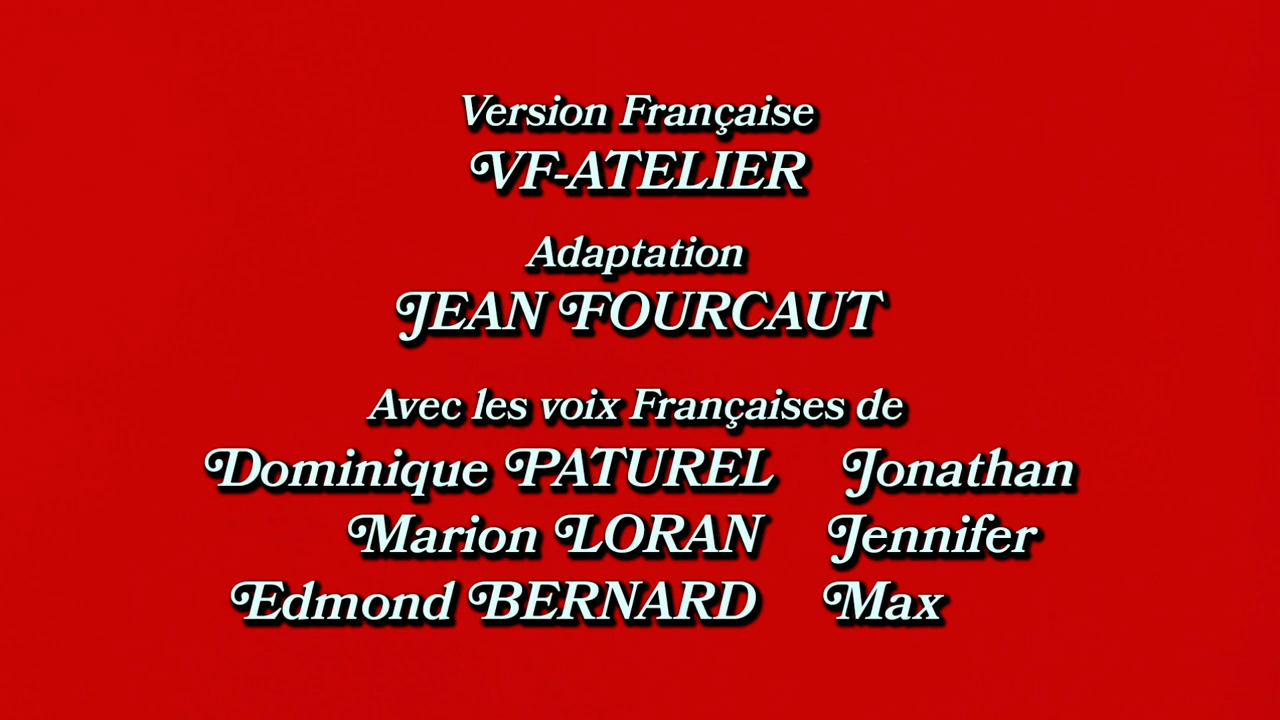 Version Française
VF-ATELIER
Adaptation
JEAN FOURCAUT
Avec les voix Françaises de
Dominique PATUREL Jonathan
Marion LORAN Jennifer
Edmond BERNARD Max